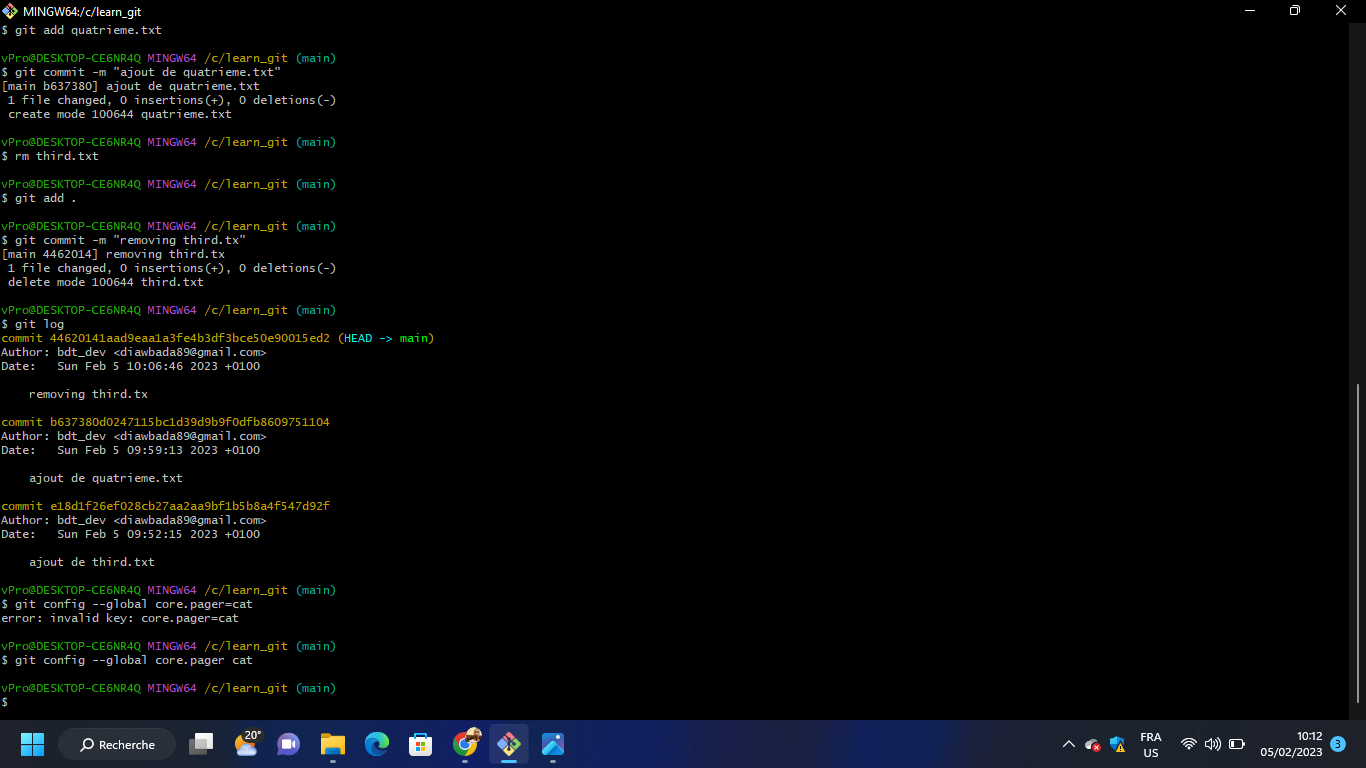 MINGW64:/c/learn_git
$ git add quatrieme.txt
vPro@DESKTOP-CE6NR4Q MINGW64 /c/learn_git (main)
$ git commit -m "ajout de quatrieme.txt"
[main b637380] ajout de quatrieme.txt
 1 file changed, 0 insertions(+), 0 deletions(-)
 create mode 100644 quatrieme.txt
vPro@DESKTOP-CE6NR4Q MINGW64 /c/learn_git (main)
$ rm third.txt
vPro@DESKTOP-CE6NR4Q MINGW64 /c/learn_git (main)
$ git add .
vPro@DESKTOP-CE6NR4Q MINGW64 /c/learn_git (main)
$ git commit -m "removing third.tx"
[main 4462014] removing third.tx
 1 file changed, 0 insertions(+), 0 deletions(-)
 delete mode 100644 third.txt
vPro@DESKTOP-CE6NR4Q MINGW64 /c/learn_git (main)
$ git log
commit 44620141aad9eaa1a3fe4b3df3bce50e90015ed2 (HEAD -> main)
Author: bdt_dev <diawbada89@gmail.com>
Date:   Sun Feb 5 10:06:46 2023 +0100
    removing third.tx
commit b637380d0247115bc1d39d9b9f0dfb8609751104
Author: bdt_dev <diawbada89@gmail.com>
Date:   Sun Feb 5 09:59:13 2023 +0100
    ajout de quatrieme.txt
commit e18d1f26ef028cb27aa2aa9bf1b5b8a4f547d92f
Author: bdt_dev <diawbada89@gmail.com>
Date:   Sun Feb 5 09:52:15 2023 +0100
    ajout de third.txt
vPro@DESKTOP-CE6NR4Q MINGW64 /c/learn_git (main)
$ git config --global core.pager=cat
error: invalid key: core.pager=cat
vPro@DESKTOP-CE6NR4Q MINGW64 /c/learn_git (main)
$ git config --global core.pager cat
vPro@DESKTOP-CE6NR4Q MINGW64 /c/learn_git (main)
$
Recherche
20°
FRA
US
10:12
05/02/2023
3